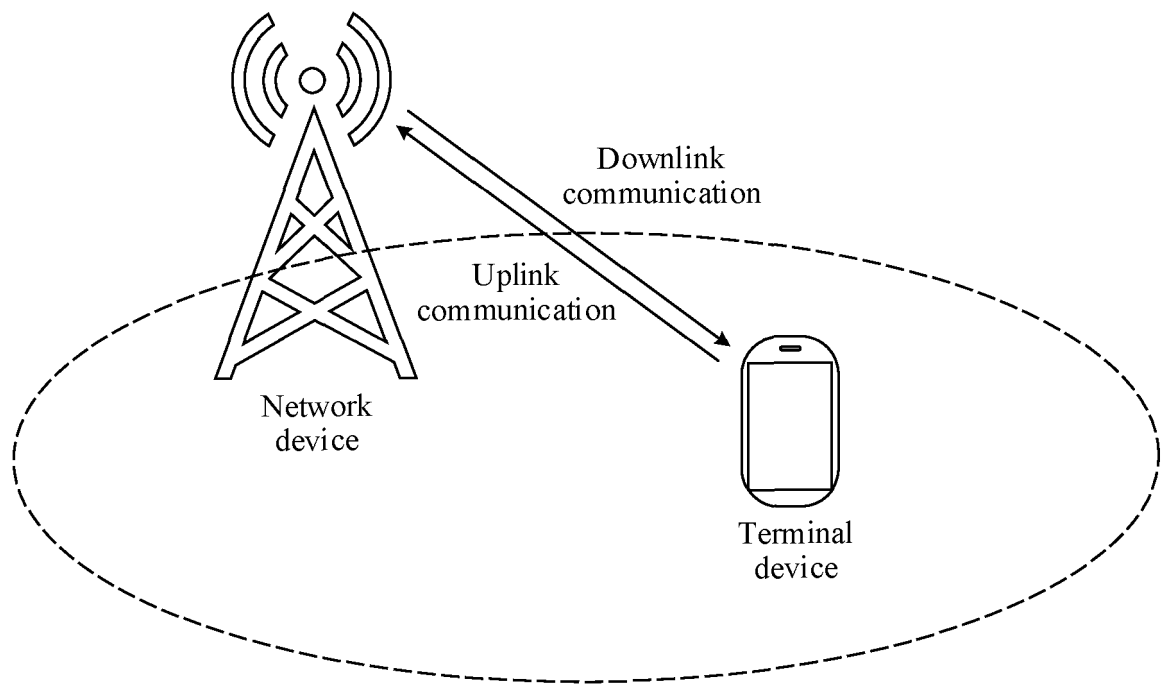 Downlink
communication
Uplink
communication
Network
device
Terminal
device